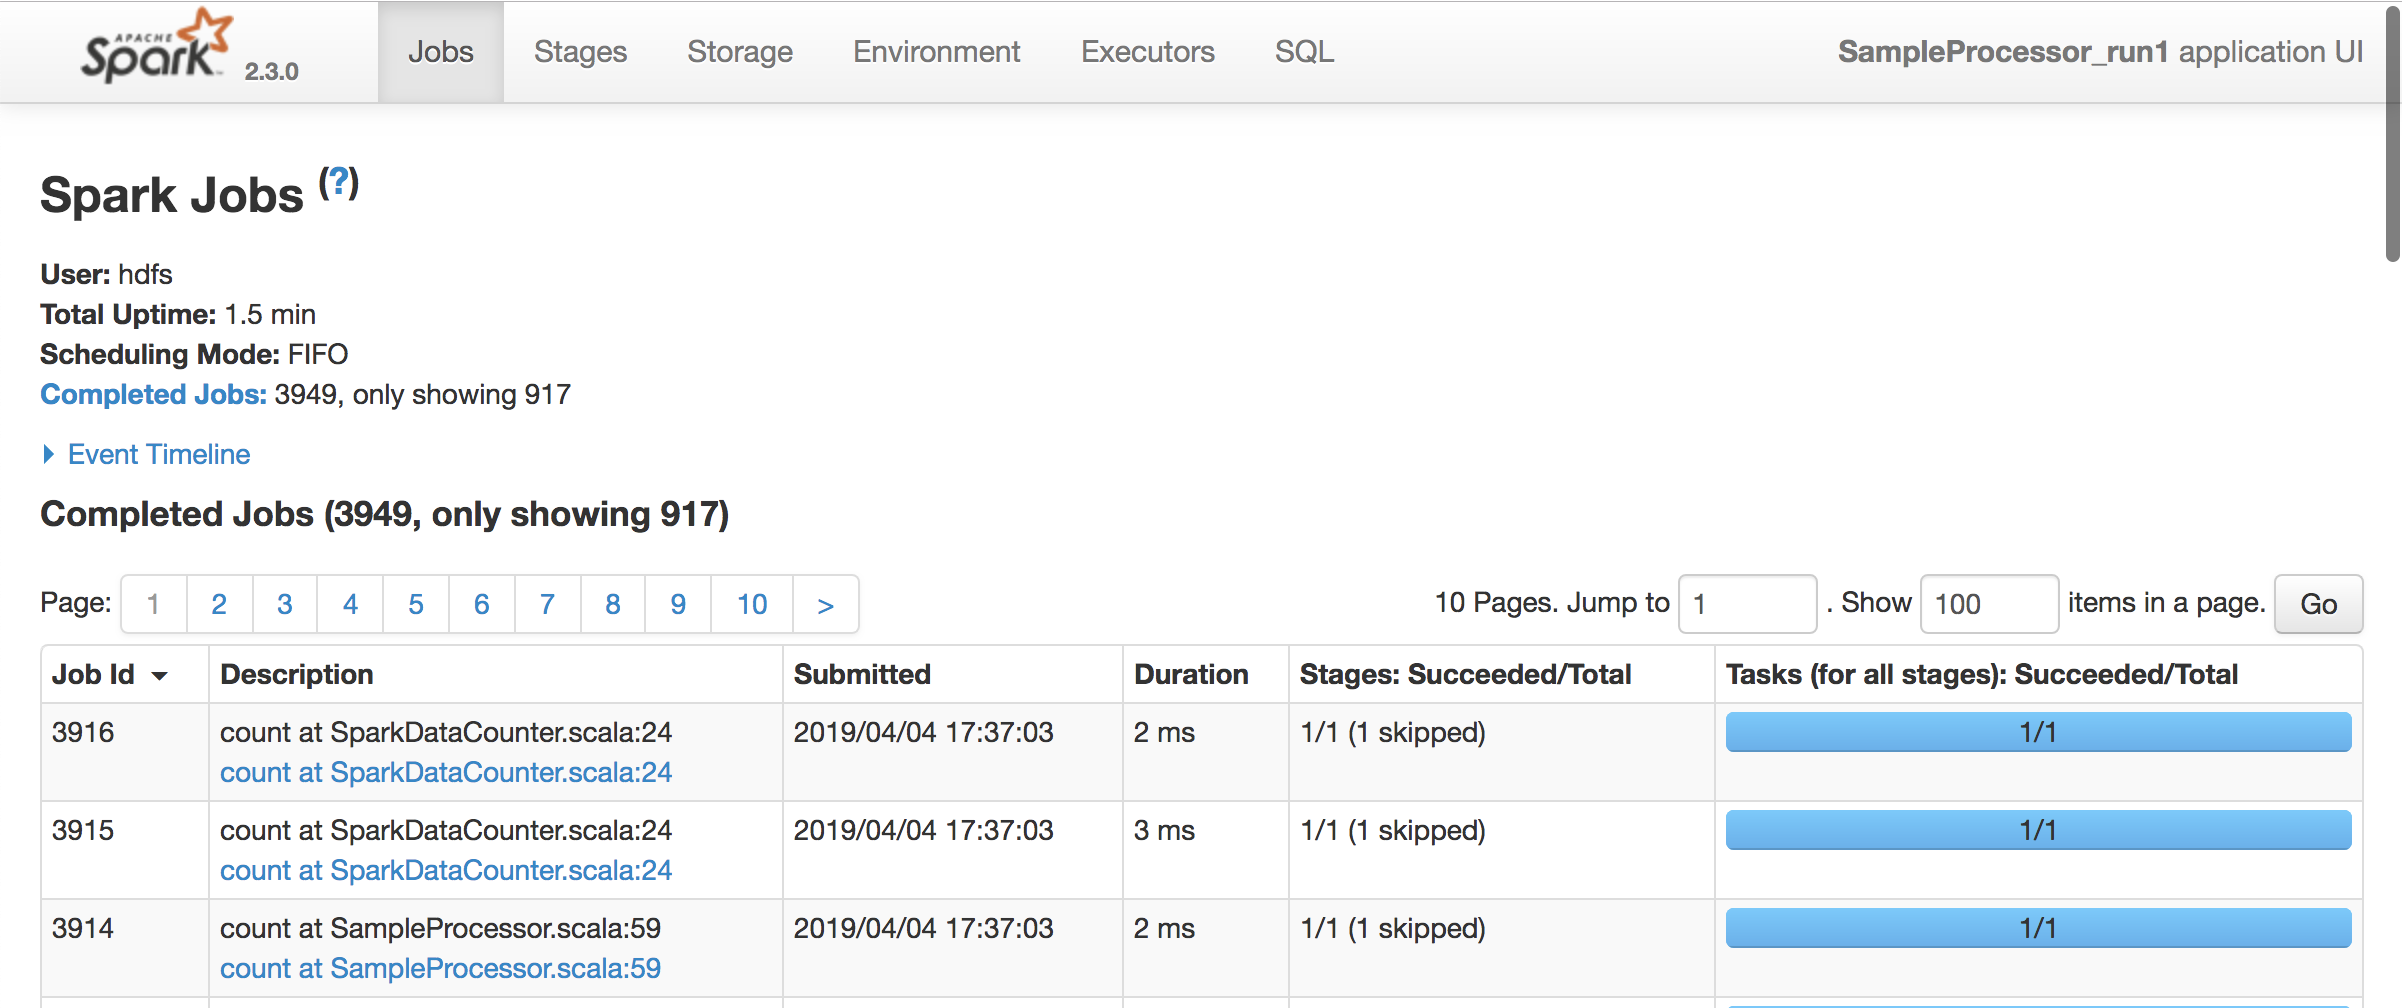 APACHE
Spark 2.3.0 Jobs Stages Storage Environment Executors SQL SampleProcessor_run1 application UI
Spark Jobs (?)
User: hdfs
Total Uptime: 1.5 min
Scheduling Mode: FIFO
Completed Jobs: 3949, only showing 917
Event Timeline
Completed Jobs (3949, only showing 917)
Page: 1 2 3 4 5 6 7 8 9 10 > 10 Pages. Jump to 1 . Show 100 items in a page. Go
Job Id Description Submitted Duration Stages: Succeeded/Total Tasks (for all stages): Succeeded/Total
3916 count at SparkDataCounter.scala:24 2019/04/04 17:37:03 2 ms 1/1 (1 skipped) 1/1
count at SparkDataCounter.scala:24
3915 count at SparkDataCounter.scala:24 2019/04/04 17:37:03 3 ms 1/1 (1 skipped) 1/1
count at SparkDataCounter.scala:24
3914 count at SampleProcessor.scala:59 2019/04/04 17:37:03 2 ms 1/1 (1 skipped) 1/1
count at SampleProcessor.scala:59